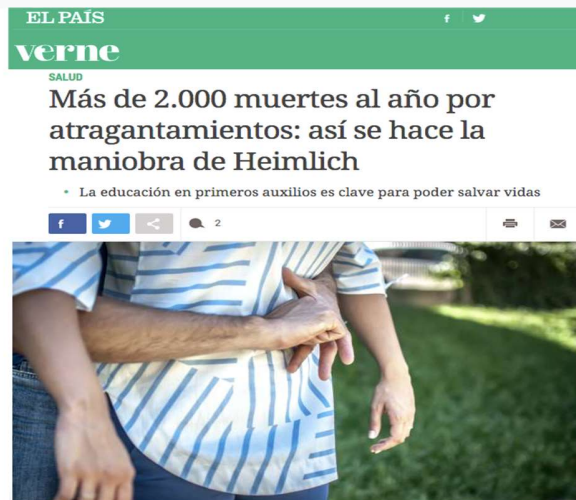 EL PAÍS
verne
SALUD
Más de 2.000 muertes al año por
atragantamientos: así se hace la
maniobra de Heimlich
• La educación en primeros auxilios es clave para poder salvar vidas
2